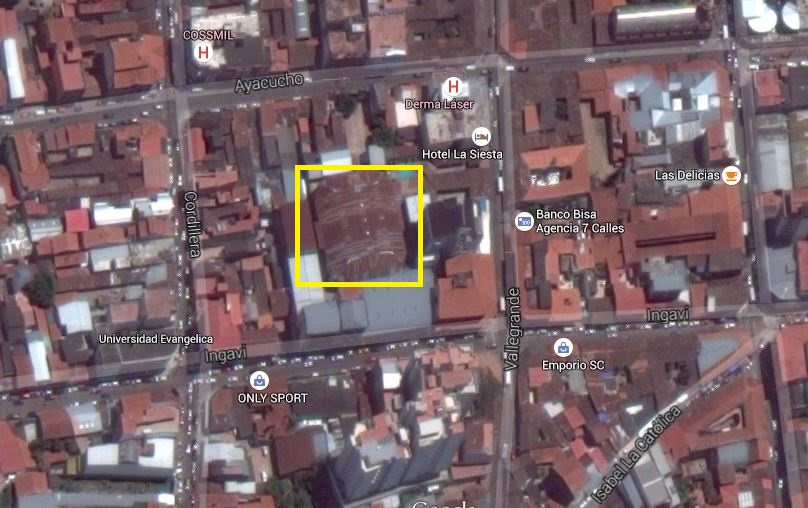 COSSMIL
H
Ayacucho
H
Derma Láser
Hotel La Siesta
Las Delicias
Cordillera
Banco Bisa
Agencia 7 Calles
Universidad Evangelica
Ingavi
Vallegrande
Ingavi
Emporio SC
ONLY SPORT
Isabel La Católica
Google